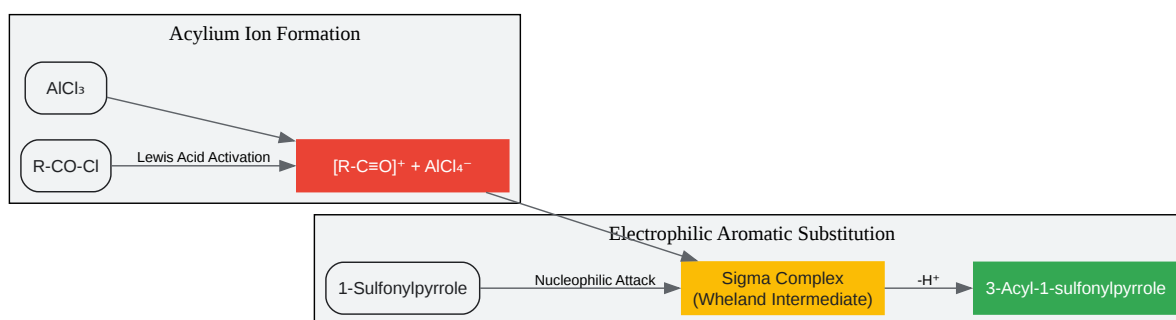 Acylium Ion Formation
AlCl₃
R-CO-Cl
Lewis Acid Activation
[R-C≡O]⁺ + AlCl₄⁻
Electrophilic Aromatic Substitution
1-Sulfonylpyrrole
Nucleophilic Attack
Sigma Complex
(Wheland Intermediate)
-H⁺
3-Acyl-1-sulfonylpyrrole